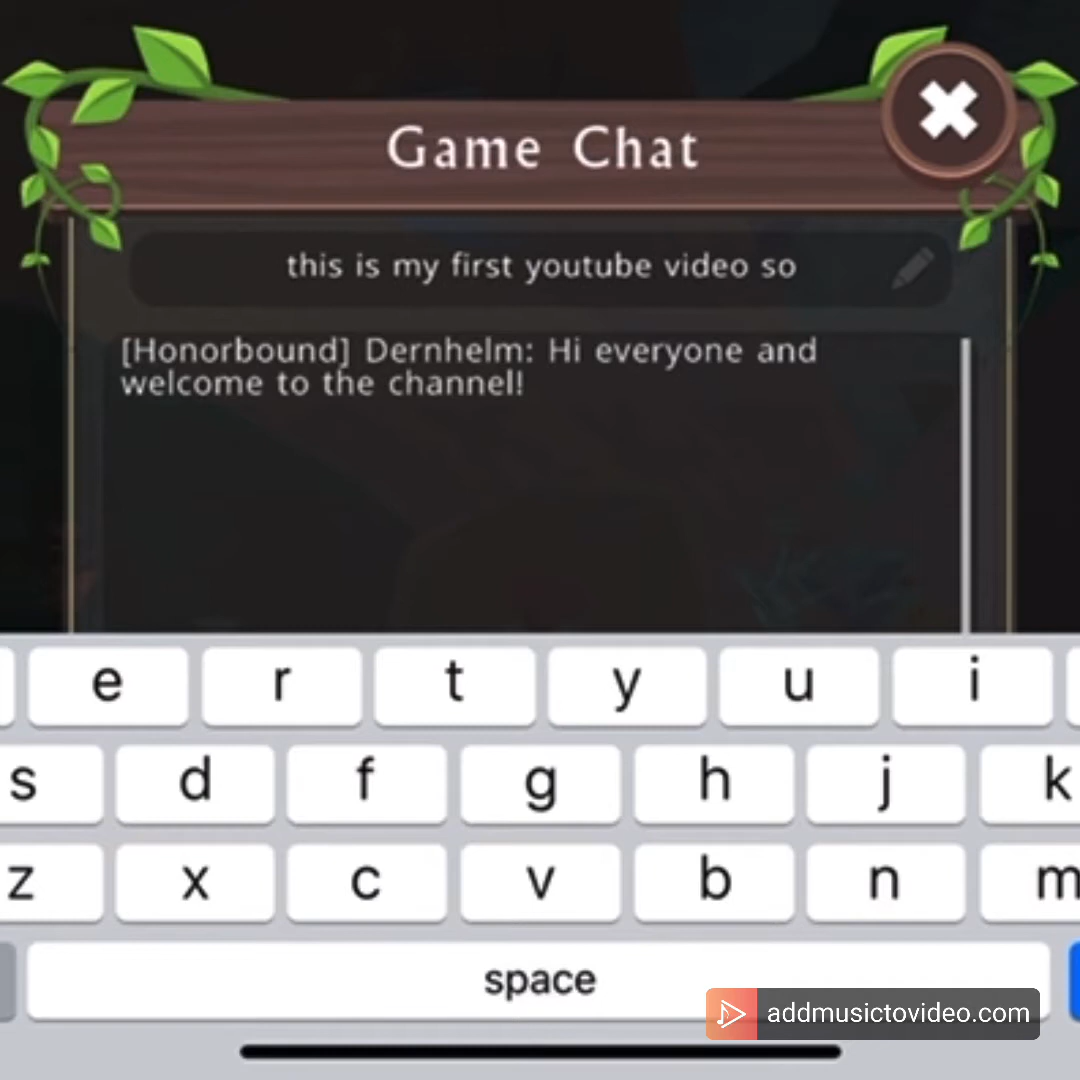 Game Chat
this is my first youtube video so
[Honorbound] Dernhelm: Hi everyone and
welcome to the channel!
e r t y u i
s d f g h j k
z x c v b n m
space
addmusictovideo.com